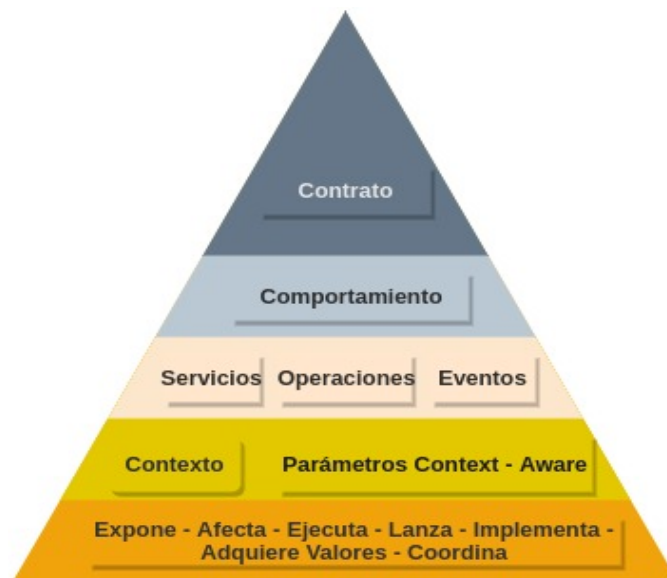 Contrato
Comportamiento
Servicios Operaciones Eventos
Contexto Parámetros Context - Aware
Expone - Afecta - Ejecuta - Lanza - Implementa -
Adquiere Valores - Coordina